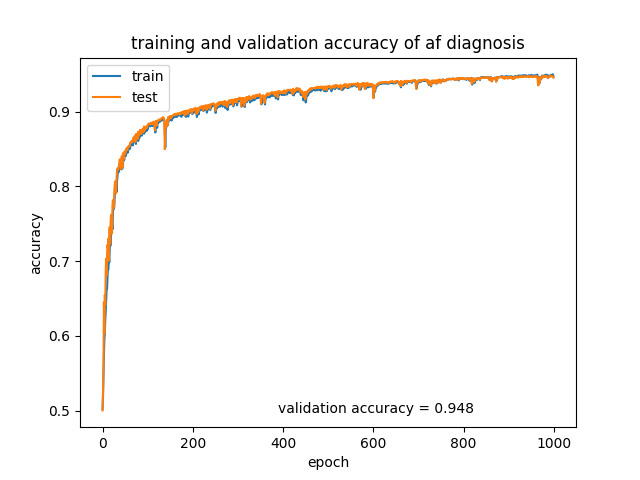 training and validation accuracy of af diagnosis
train
test
accuracy
0.9
0.8
0.7
0.6
0.5
validation accuracy = 0.948
0 200 400 600 800 1000
epoch